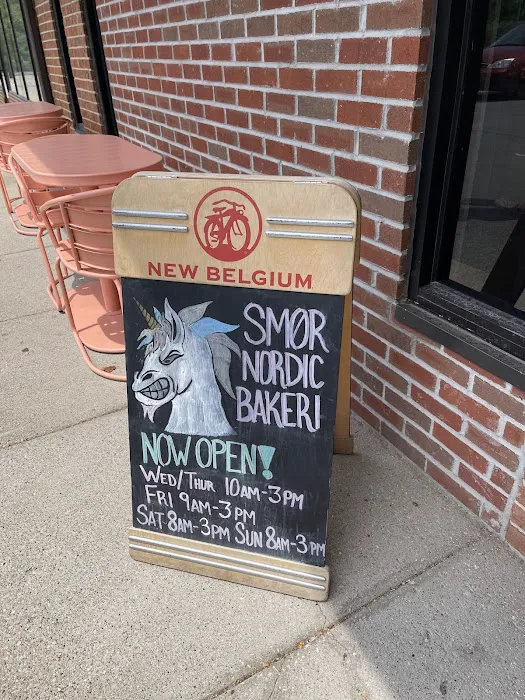 NEW BELGIUM
SMØR
NORDIC
BAKERI
NOW OPEN!
WED/THUR 10AM-3PM
FRI 9AM-3PM
SAT 8AM-3PM SUN 8AM-3PM